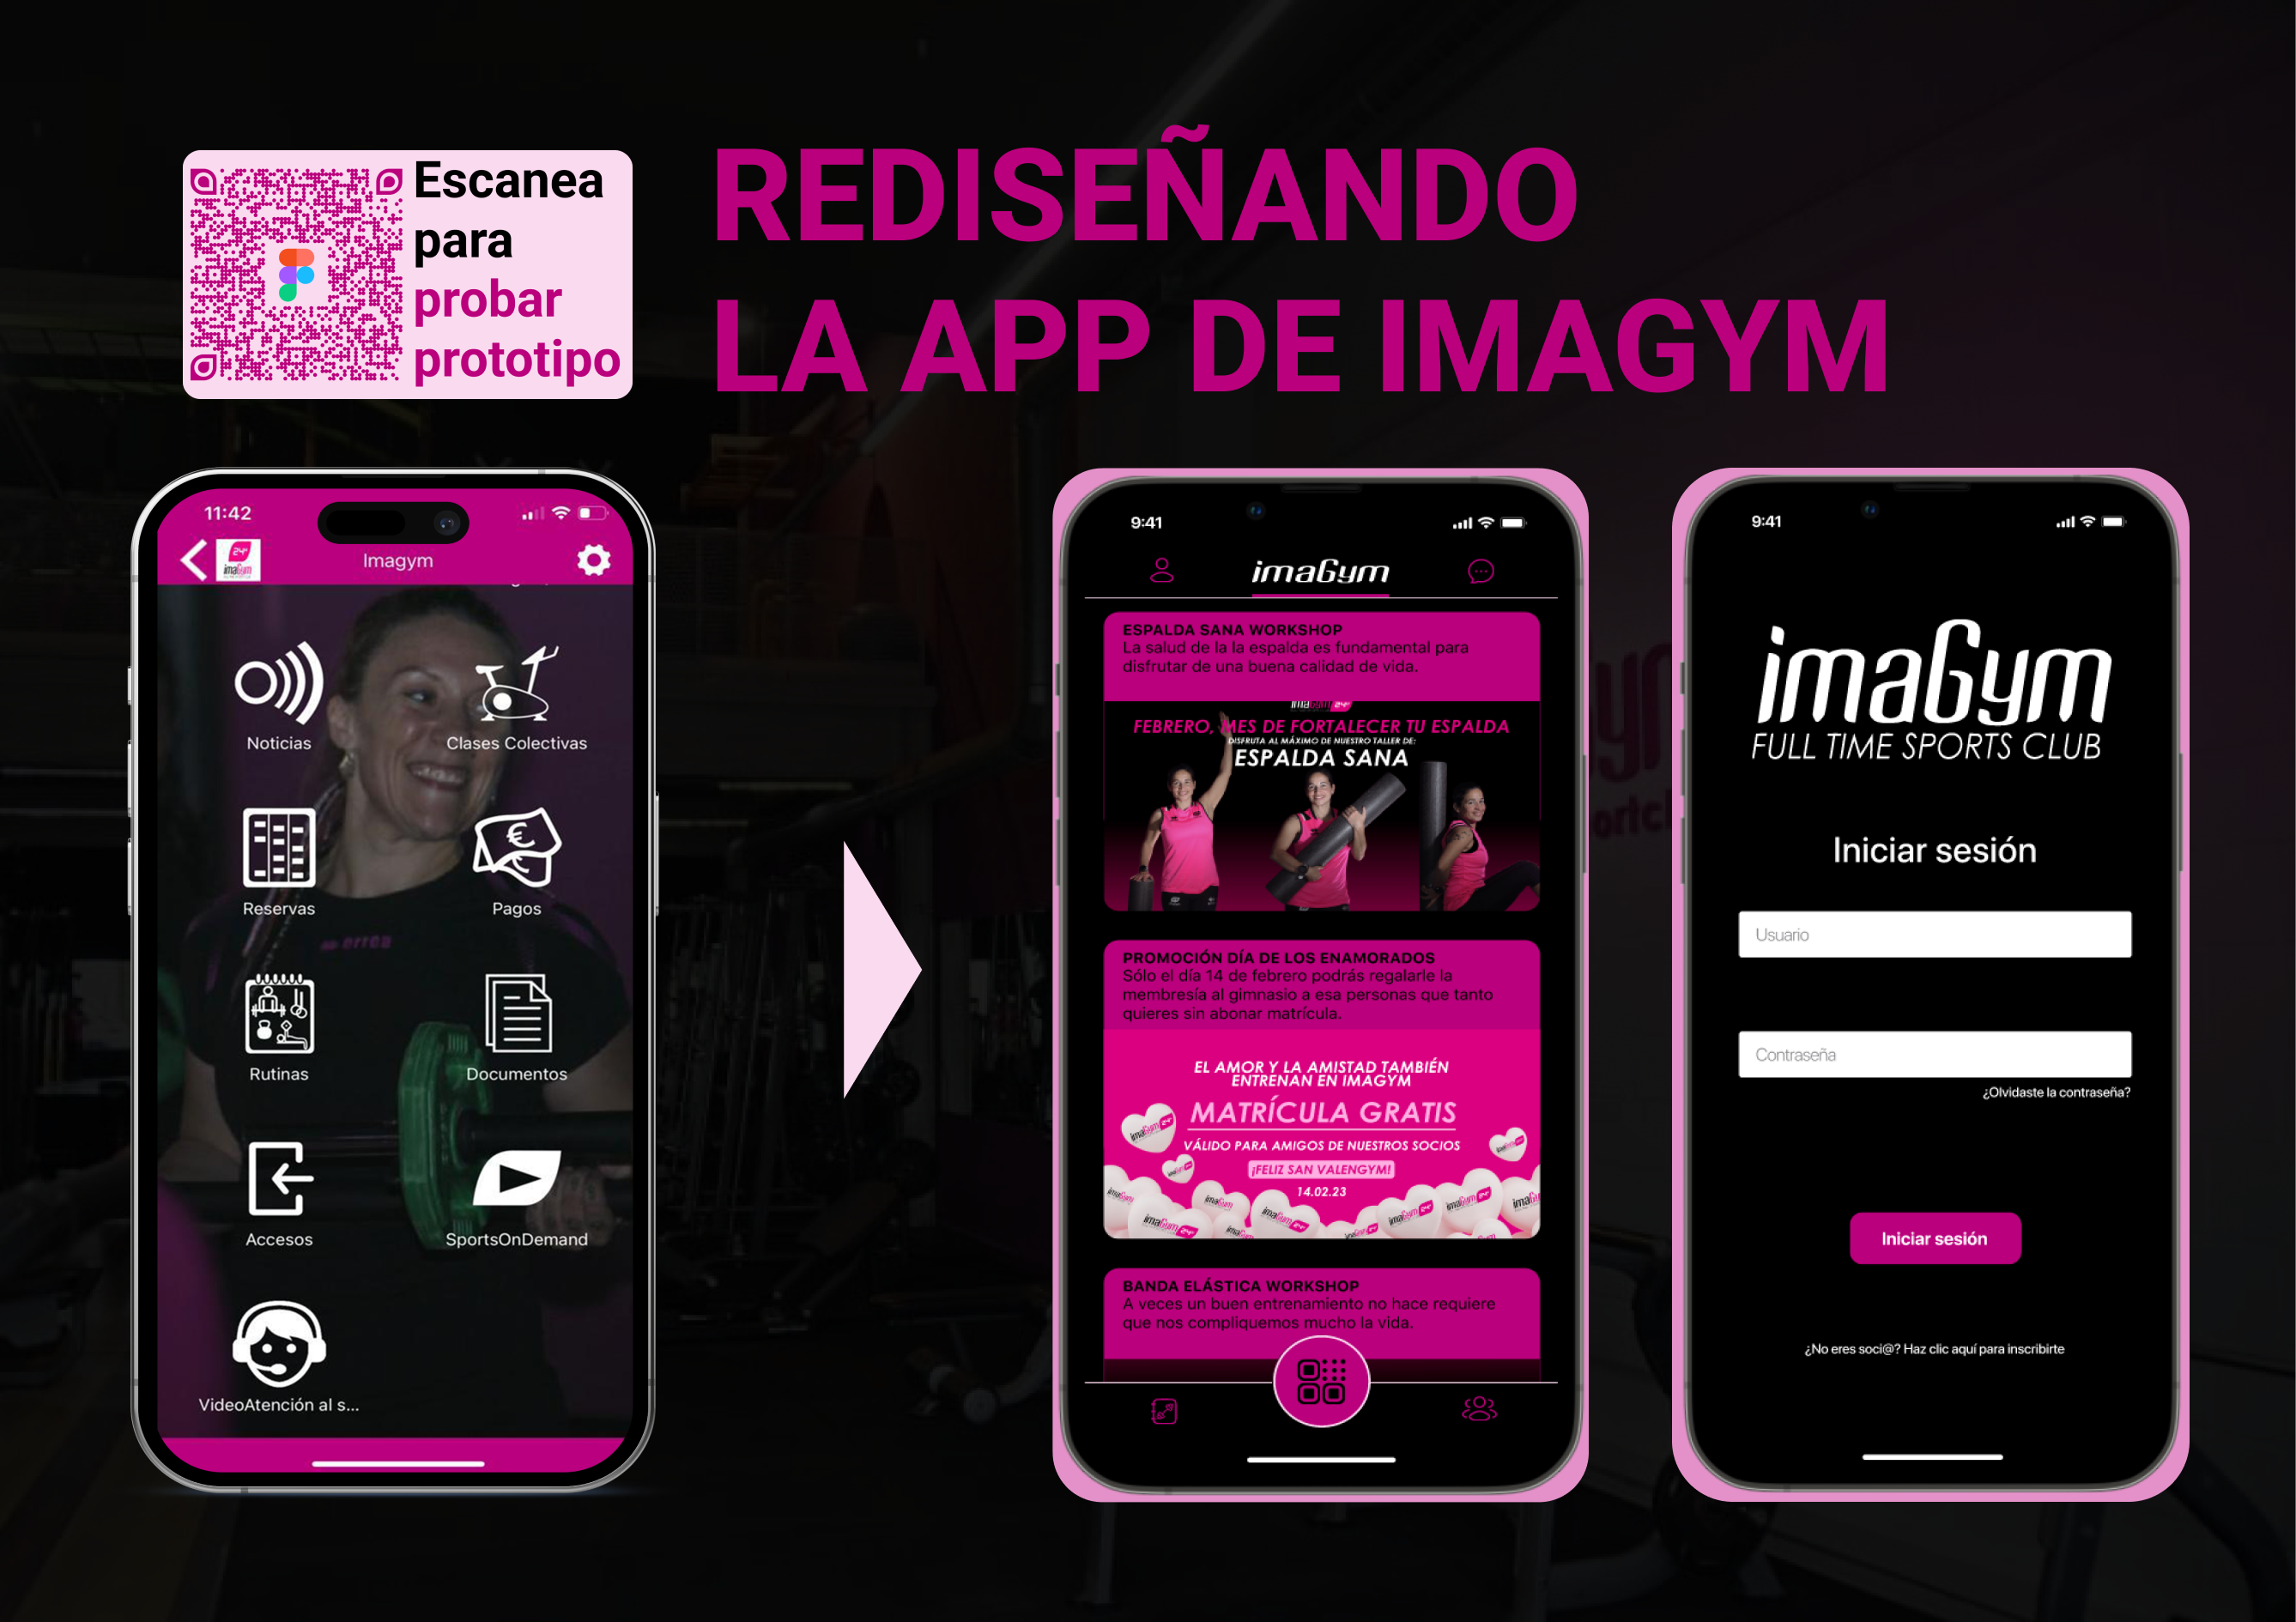 Escanea
para
probar
prototipo
REDISEÑANDO
LA APP DE IMAGYM
11:42
24h
imaGym
Imagym
Noticias
Clases Colectivas
Reservas
Pagos
errea
Rutinas
Documentos
Accesos
SportsOnDemand
VideoAtención al s...
9:41
imaGym
ESPALDA SANA WORKSHOP
La salud de la la espalda es fundamental para
disfrutar de una buena calidad de vida.
FEBRERO, MES DE FORTALECER TU ESPALDA
DISFRUTA AL MÁXIMO DE NUESTRO TALLER DE:
ESPALDA SANA
PROMOCIÓN DÍA DE LOS ENAMORADOS
Sólo el día 14 de febrero podrás regalarle la
membresía al gimnasio a esa personas que tanto
quieres sin abonar matrícula.
EL AMOR Y LA AMISTAD TAMBIÉN
ENTRENAN EN IMAGYM
MATRÍCULA GRATIS
VÁLIDO PARA AMIGOS DE NUESTROS SOCIOS
¡FELIZ SAN VALENGYM!
14.02.23
BANDA ELÁSTICA WORKSHOP
A veces un buen entrenamiento no hace requiere
que nos compliquemos mucho la vida.
9:41
imaGym
FULL TIME SPORTS CLUB
Iniciar sesión
Usuario
Contraseña
¿Olvidaste la contraseña?
Iniciar sesión
¿No eres soci@? Haz clic aquí para inscribirte